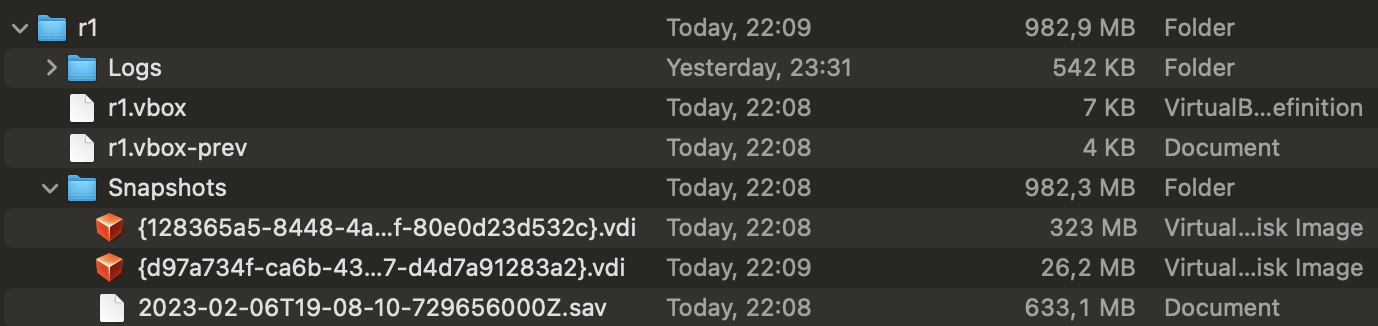 r1 Today, 22:09 982,9 MB Folder
Logs Yesterday, 23:31 542 KB Folder
r1.vbox Today, 22:08 7 KB VirtualB...efinition
r1.vbox-prev Today, 22:08 4 KB Document
Snapshots Today, 22:08 982,3 MB Folder
{128365a5-8448-4a...f-80e0d23d532c}.vdi Today, 22:08 323 MB Virtual...isk Image
{d97a734f-ca6b-43...7-d4d7a91283a2}.vdi Today, 22:09 26,2 MB Virtual...isk Image
2023-02-06T19-08-10-729656000Z.sav Today, 22:08 633,1 MB Document